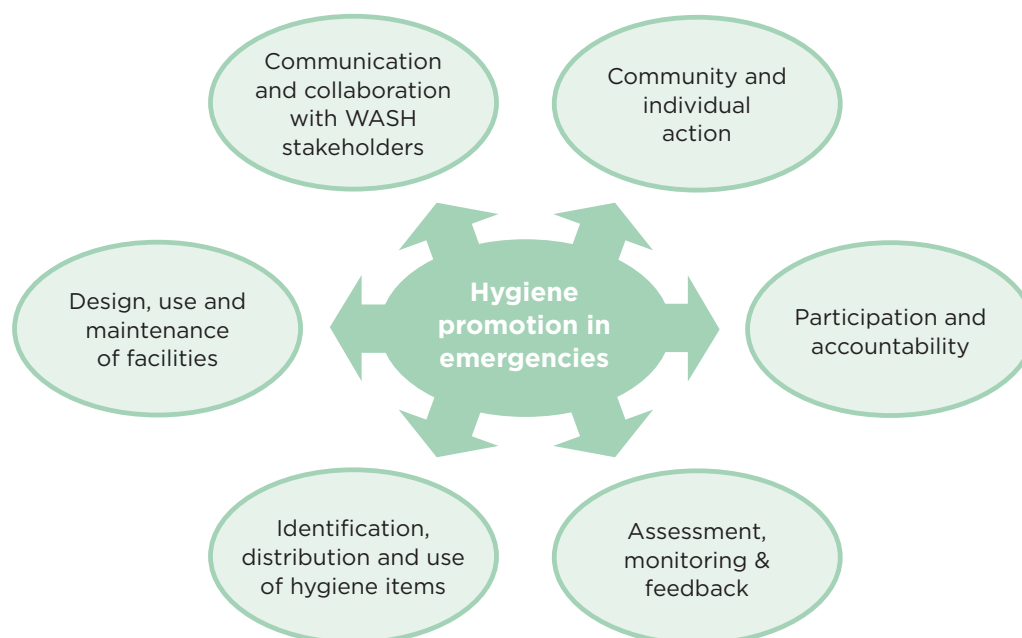 Communication
and collaboration
with WASH
stakeholders
Community and
individual
action
Design, use and
maintenance
of facilities
Hygiene
promotion in
emergencies
Participation and
accountability
Identification,
distribution and use
of hygiene items
Assessment,
monitoring &
feedback